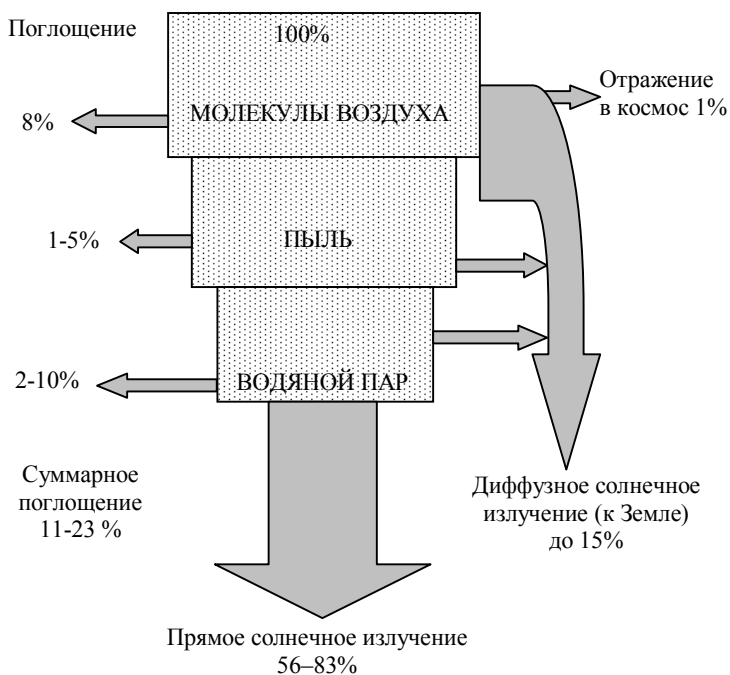 Поглощение
100%
Отражение
в космос 1%
8%
МОЛЕКУЛЫ ВОЗДУХА
1-5%
ПЫЛЬ
2-10%
ВОДЯНОЙ ПАР
Суммарное
поглощение
11-23 %
Диффузное солнечное
излучение (к Земле)
до 15%
Прямое солнечное излучение
56–83%